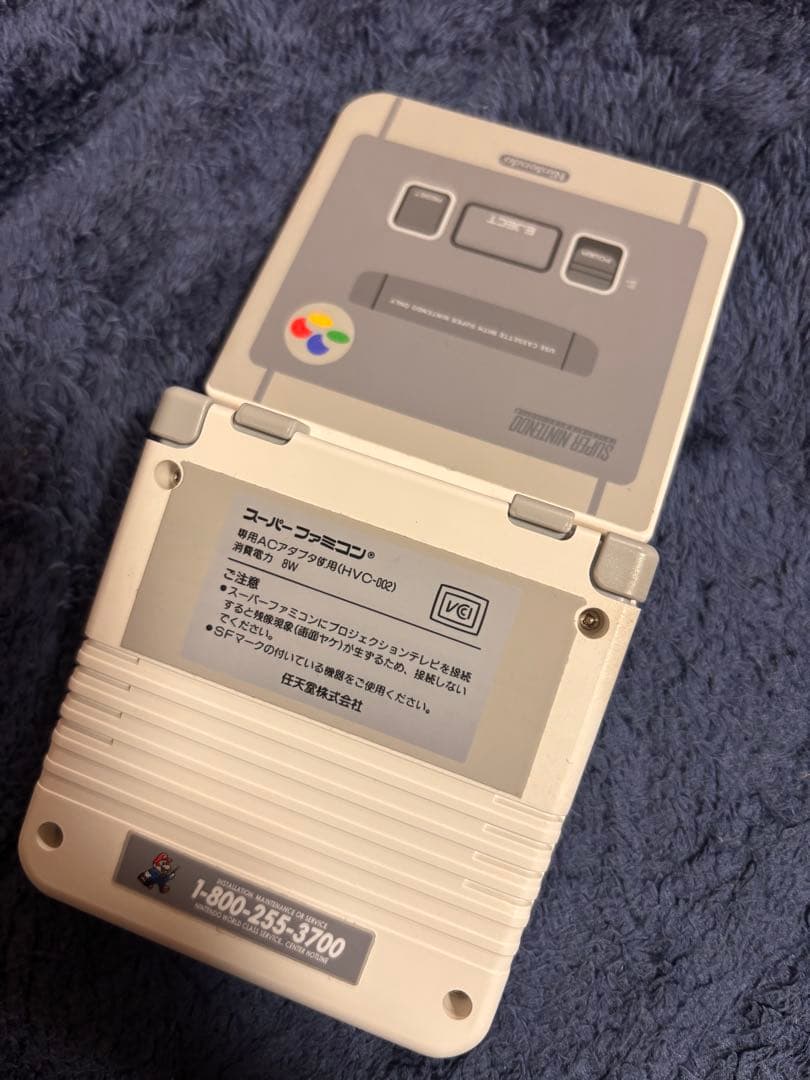 Nintendo
RESET
EJECT
POWER
USE CASSETTE WITH SUPER NINTENDO ONLY
SUPER NINTENDO
スーパーファミコン®
専用ACアダプタ使用(HVC-002)
消費電力 8W
VCI
ご注意
●スーパーファミコンにプロジェクションテレビを接続
すると残像現象(画面ヤケ)が生ずるため、接続しない
でください。
●SFマークの付いている機器をご使用ください。
任天堂株式会社
INSTALLATION, MAINTENANCE OR SERVICE
1-800-255-3700
NINTENDO WORLD CLASS SERVICE, CENTER HOTLINE